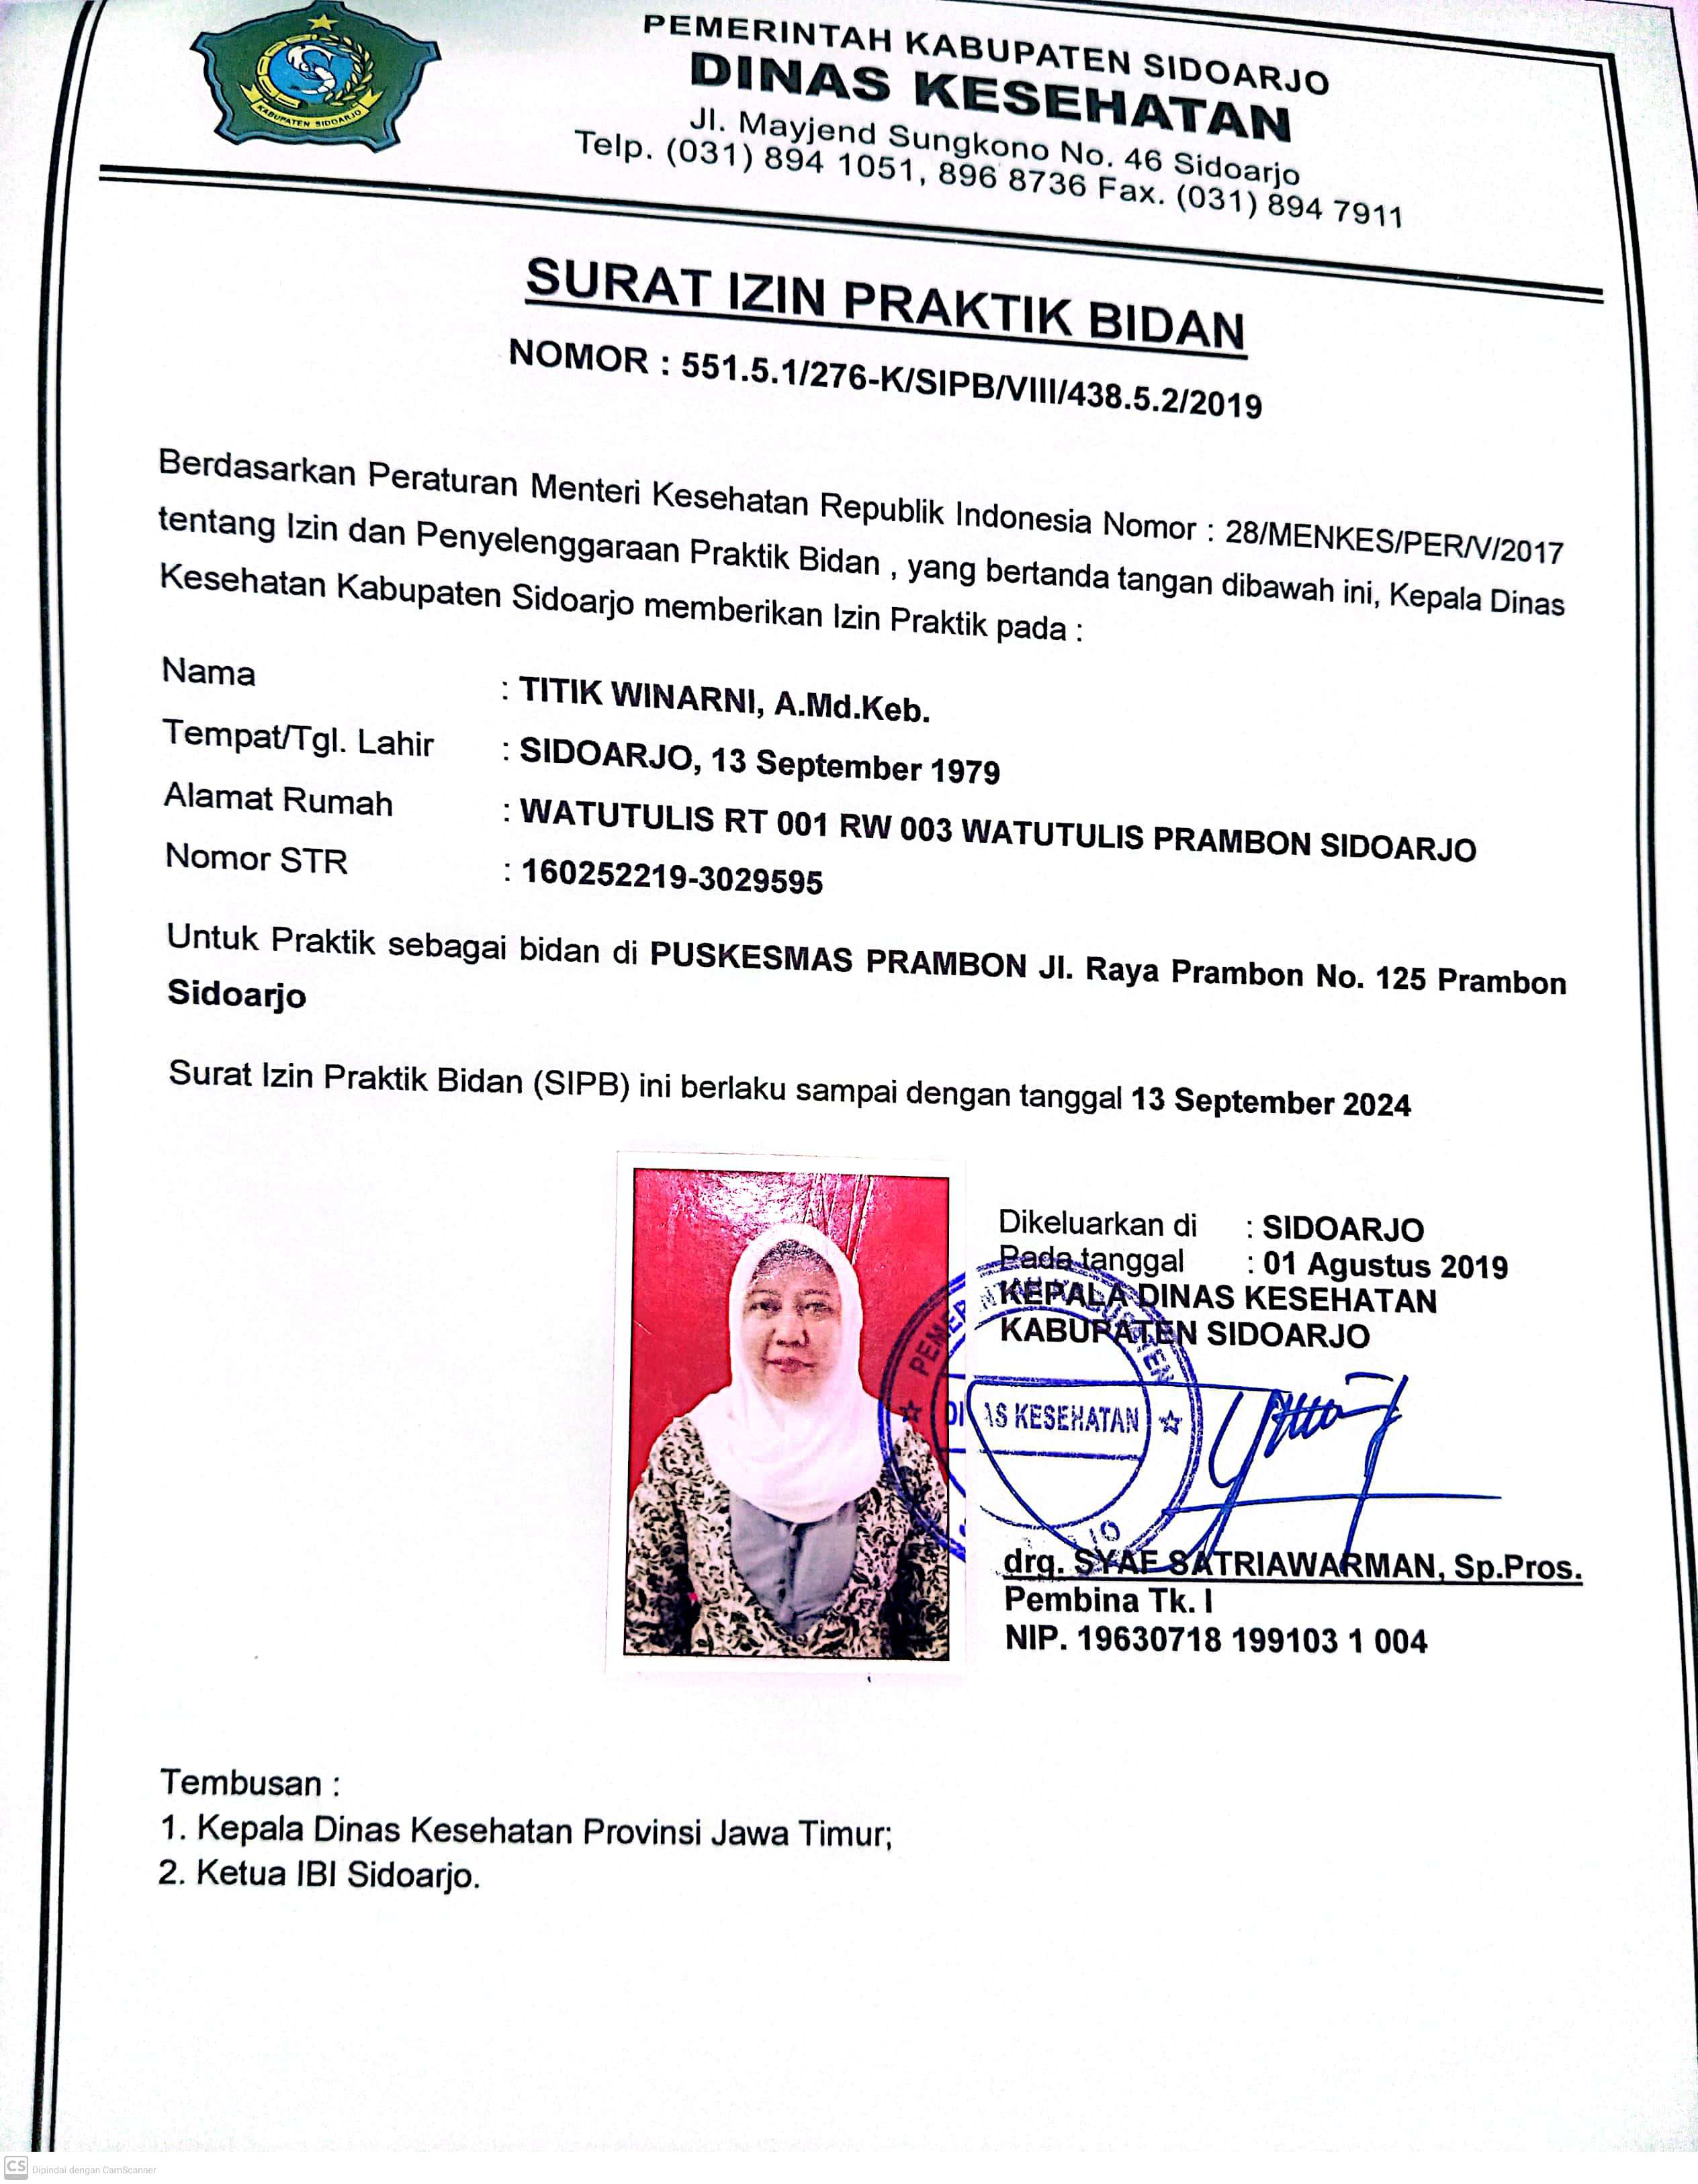 KABUPATEN SIDOARJO
PEMERINTAH KABUPATEN SIDOARJO
DINAS KESEHATAN
Jl. Mayjend Sungkono No. 46 Sidoarjo
Telp. (031) 894 1051, 896 8736 Fax. (031) 894 7911
SURAT IZIN PRAKTIK BIDAN
NOMOR : 551.5.1/276-K/SIPB/VIII/438.5.2/2019
Berdasarkan Peraturan Menteri Kesehatan Republik Indonesia Nomor : 28/MENKES/PER/V/2017
tentang Izin dan Penyelenggaraan Praktik Bidan , yang bertanda tangan dibawah ini, Kepala Dinas
Kesehatan Kabupaten Sidoarjo memberikan Izin Praktik pada :
Nama : TITIK WINARNI, A.Md.Keb.
Tempat/Tgl. Lahir : SIDOARJO, 13 September 1979
Alamat Rumah : WATUTULIS RT 001 RW 003 WATUTULIS PRAMBON SIDOARJO
Nomor STR : 160252219-3029595
Untuk Praktik sebagai bidan di PUSKESMAS PRAMBON Jl. Raya Prambon No. 125 Prambon
Sidoarjo
Surat Izin Praktik Bidan (SIPB) ini berlaku sampai dengan tanggal 13 September 2024
Dikeluarkan di : SIDOARJO
Pada tanggal : 01 Agustus 2019
KEPALA DINAS KESEHATAN
KABUPATEN SIDOARJO
DI AS KESEHATAN
drg. SYAF SATRIAWARMAN, Sp.Pros.
Pembina Tk. I
NIP. 19630718 199103 1 004
Tembusan :
1. Kepala Dinas Kesehatan Provinsi Jawa Timur;
2. Ketua IBI Sidoarjo.
CS Dipindai dengan CamScanner